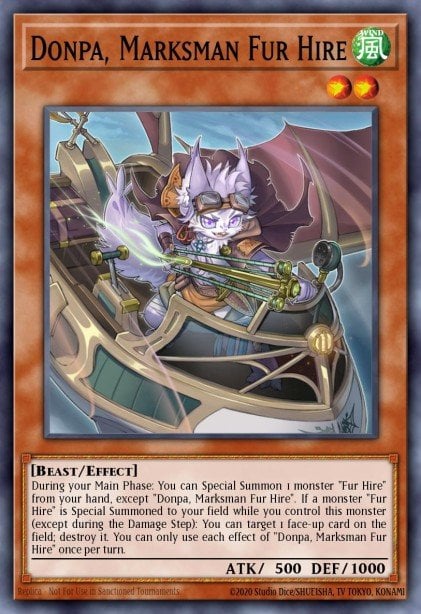 Donpa, Marksman Fur Hire
WIND
風
[Beast/Effect]
During your Main Phase: You can Special Summon 1 monster "Fur Hire"
from your hand, except "Donpa, Marksman Fur Hire". If a monster "Fur
Hire" is Special Summoned to your field while you control this monster
(except during the Damage Step): You can target 1 face-up card on the
field; destroy it. You can only use each effect of "Donpa, Marksman Fur
Hire" once per turn.
ATK/ 500 DEF/1000
Replica - Not For Use in Sanctioned Tournaments
©2020 Studio Dice/SHUEISHA, TV TOKYO, KONAMI